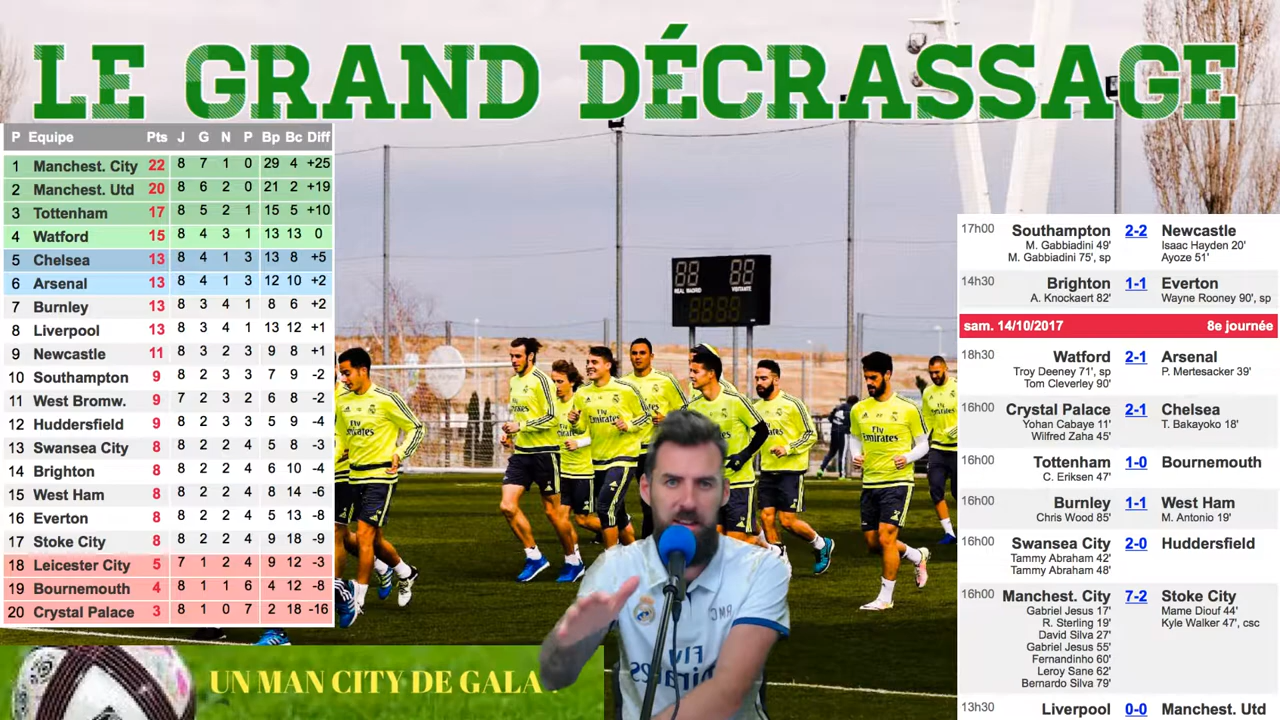 LE GRAND DÉCRASSAGE
P Equipe Pts J G N P Bp Bc Diff
1 Manchest. City 22 8 7 1 0 29 4 +25
2 Manchest. Utd 20 8 6 2 0 21 2 +19
3 Tottenham 17 8 5 2 1 15 5 +10
4 Watford 15 8 4 3 1 13 13 0
5 Chelsea 13 8 4 1 3 13 8 +5
6 Arsenal 13 8 4 1 3 12 10 +2
7 Burnley 13 8 3 4 1 8 6 +2
8 Liverpool 13 8 3 4 1 13 12 +1
9 Newcastle 11 8 3 2 3 9 8 +1
10 Southampton 9 8 2 3 3 7 9 -2
11 West Bromw. 9 7 2 3 2 6 8 -2
12 Huddersfield 9 8 2 3 3 5 9 -4
13 Swansea City 8 8 2 2 4 5 8 -3
14 Brighton 8 8 2 2 4 6 10 -4
15 West Ham 8 8 2 2 4 8 14 -6
16 Everton 8 8 2 2 4 5 13 -8
17 Stoke City 8 8 2 2 4 9 18 -9
18 Leicester City 5 7 1 2 4 9 12 -3
19 Bournemouth 4 8 1 1 6 4 12 -8
20 Crystal Palace 3 8 1 0 7 2 18 -16
17h00 Southampton 2-2 Newcastle
M. Gabbiadini 49' Isaac Hayden 20'
M. Gabbiadini 75', sp Ayoze 51'
14h30 Brighton 1-1 Everton
A. Knockaert 82' Wayne Rooney 90', sp
sam. 14/10/2017 8e journée
18h30 Watford 2-1 Arsenal
Troy Deeney 71', sp P. Mertesacker 39'
Tom Cleverley 90'
16h00 Crystal Palace 2-1 Chelsea
Yohan Cabaye 11' T. Bakayoko 18'
Wilfred Zaha 45'
16h00 Tottenham 1-0 Bournemouth
C. Eriksen 47'
16h00 Burnley 1-1 West Ham
Chris Wood 85' M. Antonio 19'
16h00 Swansea City 2-0 Huddersfield
Tammy Abraham 42'
Tammy Abraham 48'
16h00 Manchest. City 7-2 Stoke City
Gabriel Jesus 17' Mame Diouf 44'
R. Sterling 19' Kyle Walker 47', csc
David Silva 27'
Gabriel Jesus 55'
Fernandinho 60'
Leroy Sane 62'
Bernardo Silva 79'
13h30 Liverpool 0-0 Manchest. Utd
REAL MADRID VISITANTE
Fly Emirates
UN MAN CITY DE GALA